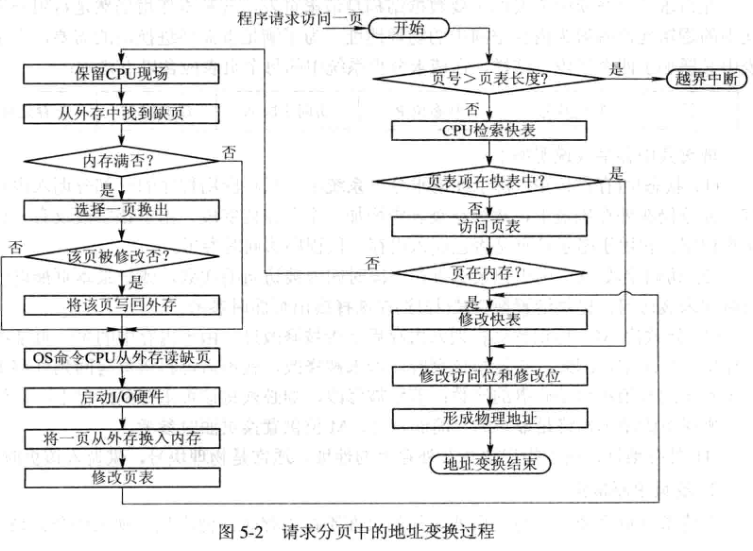 程序请求访问一页
开始
保留CPU现场
从外存中找到缺页
内存满否?
否
是
选择一页换出
该页被修改否?
否
是
将该页写回外存
OS命令CPU从外存读缺页
启动I/O硬件
将一页从外存换入内存
修改页表
页号>页表长度?
是
越界中断
否
CPU检索快表
页表项在快表中?
是
否
访问页表
否
页在内存?
是
修改快表
修改访问位和修改位
形成物理地址
地址变换结束
图 5-2 请求分页中的地址变换过程